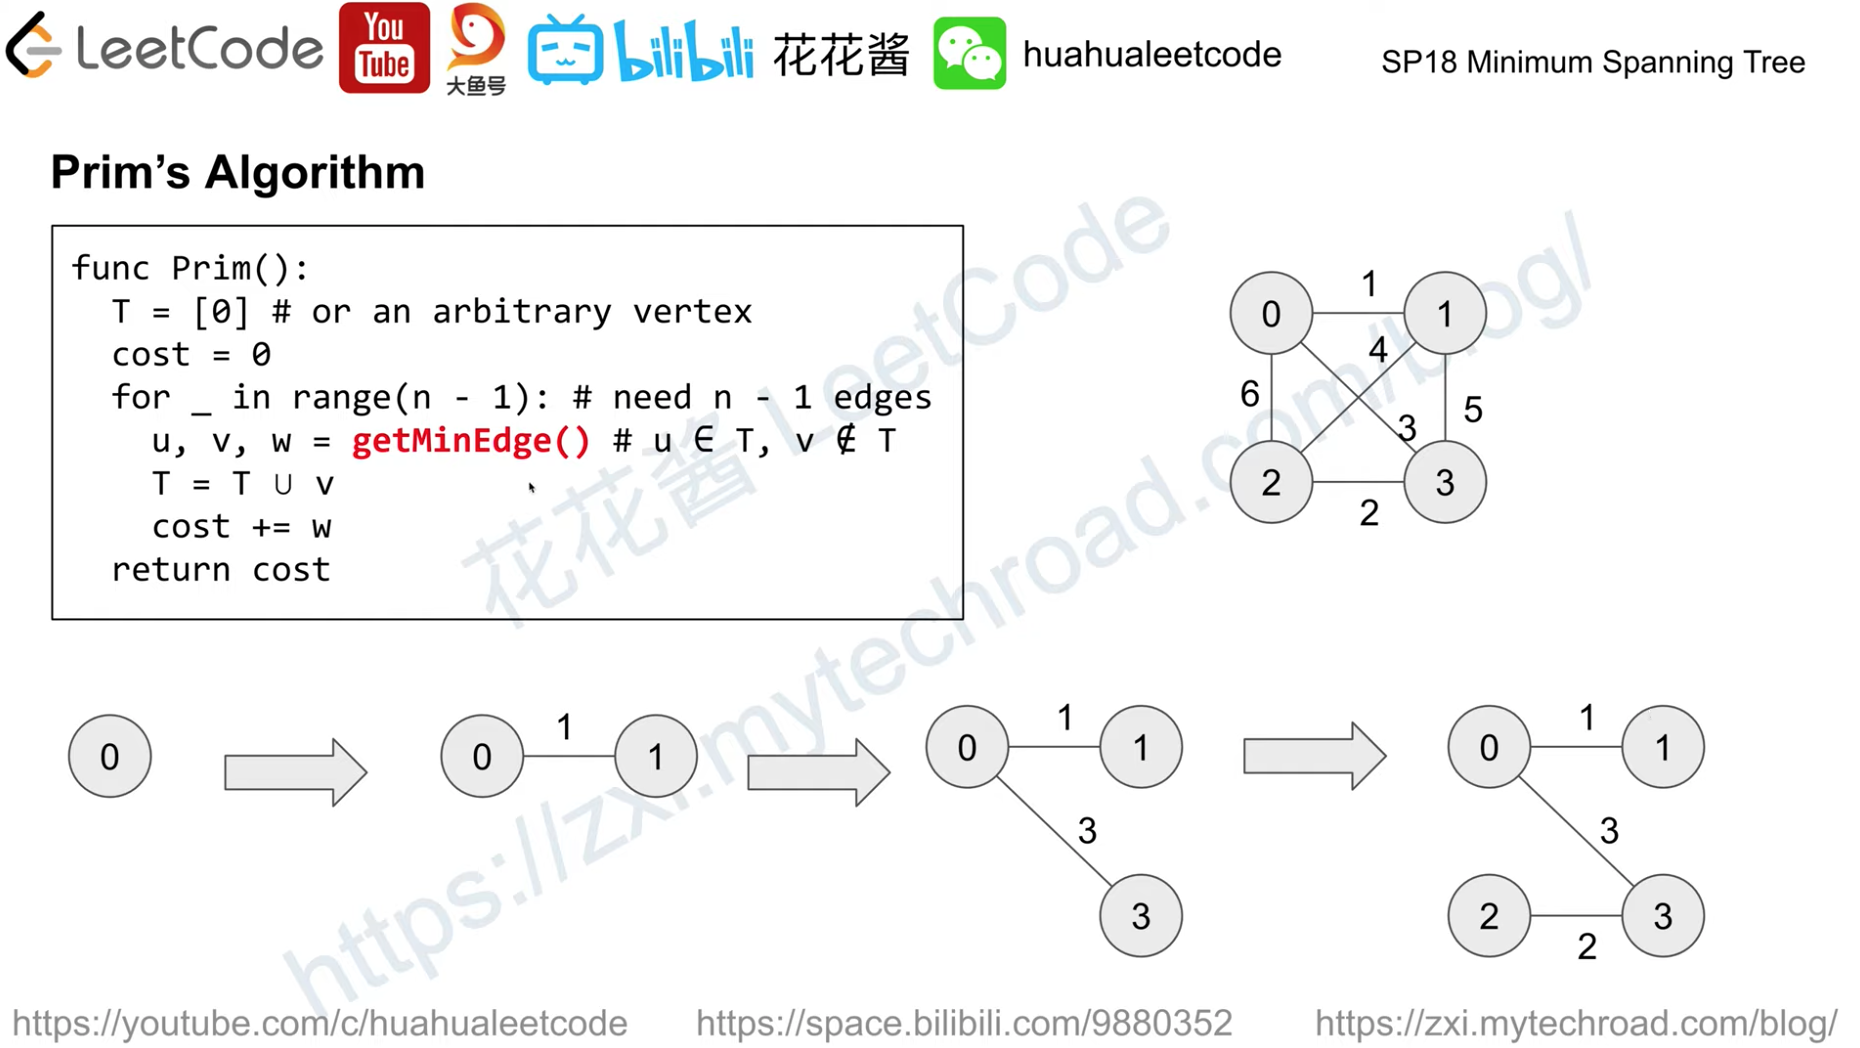 LeetCode You Tube 大鱼号 bilibili 花花酱 huahualeetcode SP18 Minimum Spanning Tree
Prim’s Algorithm
func Prim():
T = [0] # or an arbitrary vertex
cost = 0
for _ in range(n - 1): # need n - 1 edges
u, v, w = getMinEdge() # u ∈ T, v ∉ T
T = T ∪ v
cost += w
return cost
0 1 1
6 4 3 5
2 2 3
0
0 1 1
0 1 1
3
3
0 1 1
3
2 2 3
花花酱 LeetCode
https://zxi.mytechroad.com/blog/
https://youtube.com/c/huahualeetcode https://space.bilibili.com/9880352 https://zxi.mytechroad.com/blog/